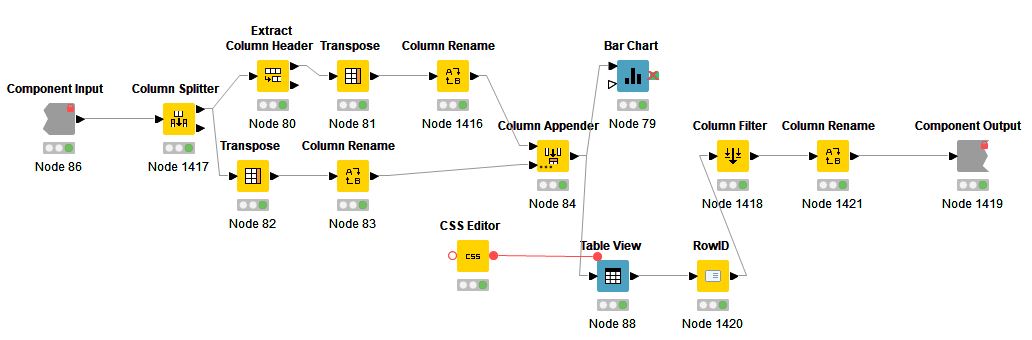 Extract
Column Header
Transpose
Column Rename
Bar Chart
Component Input
Column Splitter
Node 80
Node 81
Node 1416
Node 79
Column Appender
Column Filter
Column Rename
Component Output
Node 86
Node 1417
Transpose
Column Rename
Node 82
Node 83
Node 84
Node 1418
Node 1421
Node 1419
CSS Editor
css
Table View
RowID
Node 1420
Node 88